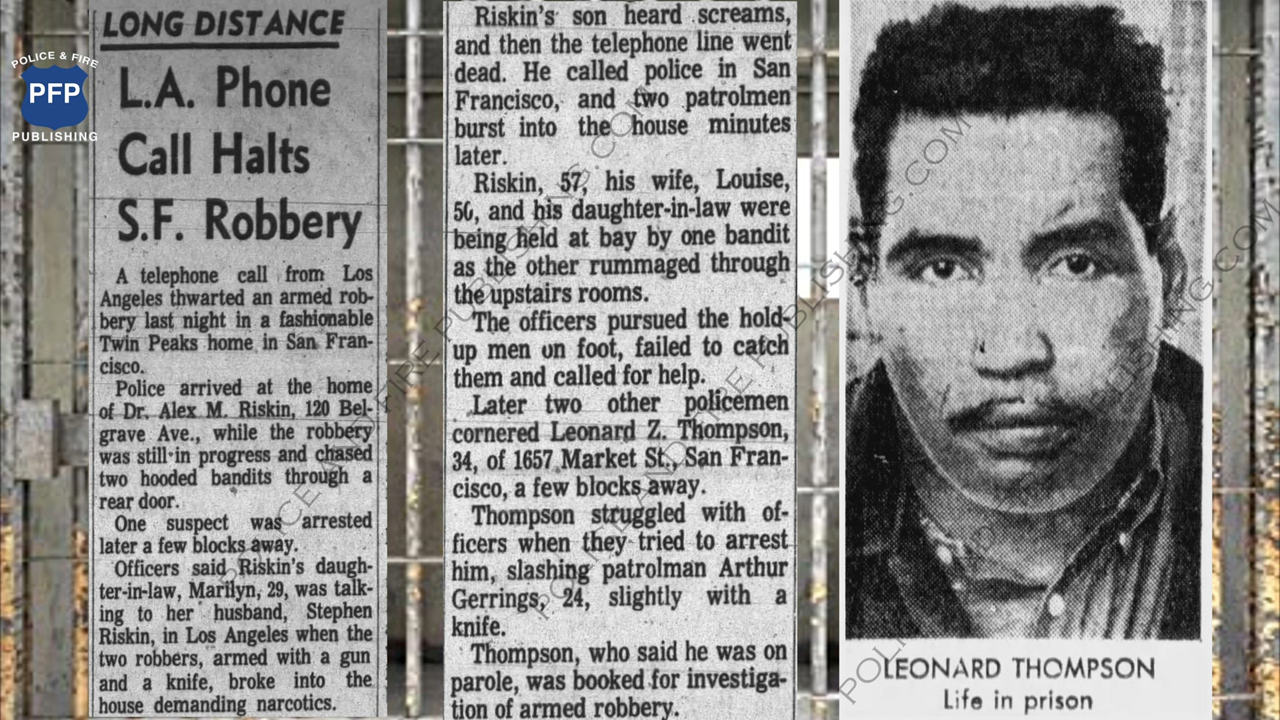 POLICE & FIRE
PFP
PUBLISHING
LONG DISTANCE
L.A. Phone
Call Halts
S.F. Robbery
A telephone call from Los
Angeles thwarted an armed rob-
bery last night in a fashionable
Twin Peaks home in San Fran-
cisco.
Police arrived at the home
of Dr. Alex M. Riskin, 120 Bel-
grave Ave., while the robbery
was still in progress and chased
two hooded bandits through a
rear door.
One suspect was arrested
later a few blocks away.
Officers said Riskin's daugh-
ter-in-law, Marilyn, 29, was talk-
ing to her husband, Stephen
Riskin, in Los Angeles when the
two robbers, armed with a gun
and a knife, broke into the
house demanding narcotics.
Riskin's son heard screams,
and then the telephone line went
dead. He called police in San
Francisco, and two patrolmen
burst into the house minutes
later.
Riskin, 57, his wife, Louise,
50, and his daughter-in-law were
being held at bay by one bandit
as the other rummaged through
the upstairs rooms.
The officers pursued the hold-
up men on foot, failed to catch
them and called for help.
Later two other policemen
cornered Leonard Z. Thompson,
34, of 1657 Market St., San Fran-
cisco, a few blocks away.
Thompson struggled with of-
ficers when they tried to arrest
him, slashing patrolman Arthur
Gerrings, 24, slightly with a
knife.
Thompson, who said he was on
parole, was booked for investiga-
tion of armed robbery.
LEONARD THOMPSON
Life in prison